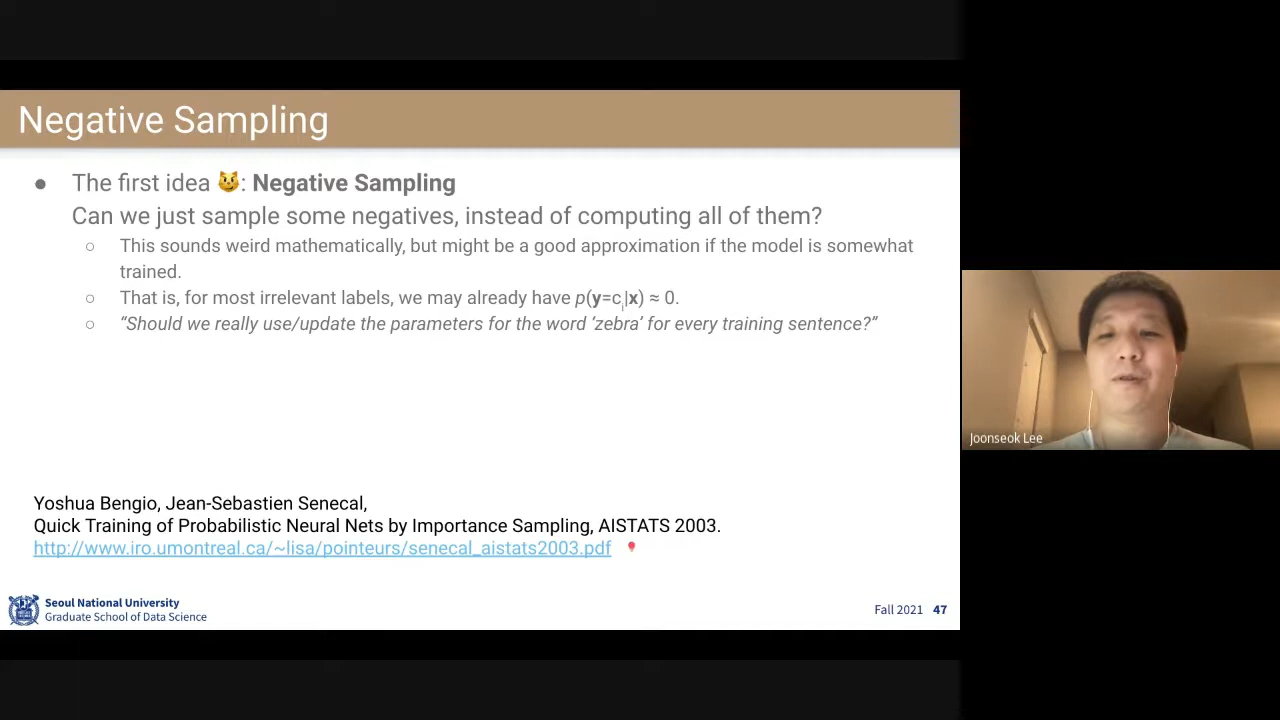 Negative Sampling
● The first idea 😼: Negative Sampling
Can we just sample some negatives, instead of computing all of them?
○ This sounds weird mathematically, but might be a good approximation if the model is somewhat
trained.
○ That is, for most irrelevant labels, we may already have p(y=cᵢ|x) ≈ 0.
○ “Should we really use/update the parameters for the word ‘zebra’ for every training sentence?”
Yoshua Bengio, Jean-Sebastien Senecal,
Quick Training of Probabilistic Neural Nets by Importance Sampling, AISTATS 2003.
http://www.iro.umontreal.ca/~lisa/pointeurs/senecal_aistats2003.pdf
Seoul National University
Graduate School of Data Science
Fall 2021 47
Joonseok Lee